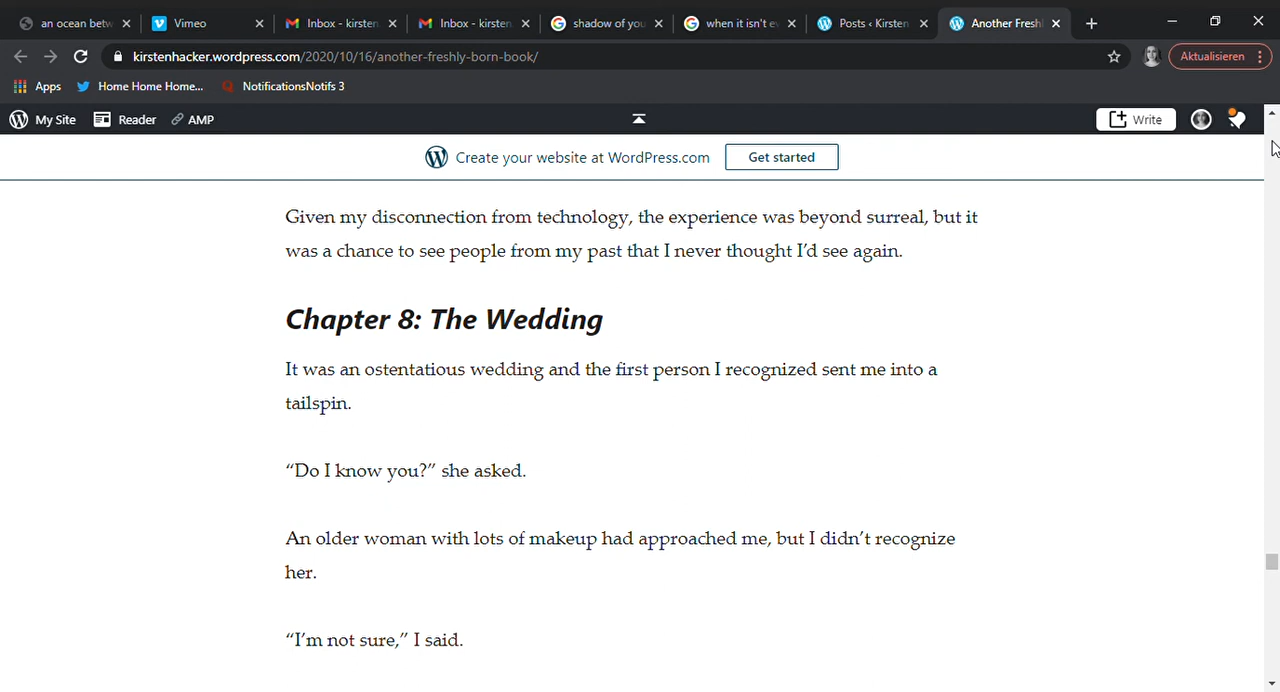 an ocean betw
Vimeo
Inbox - kirsten
Inbox - kirsten
shadow of you
when it isn't e
Posts ‹ Kirsten
Another Fresh
kirstenhacker.wordpress.com/2020/10/16/another-freshly-born-book/
Aktualisieren
Apps
Home Home Home...
NotificationsNotifs 3
My Site
Reader
AMP
Write
Create your website at WordPress.com
Get started
Given my disconnection from technology, the experience was beyond surreal, but it
was a chance to see people from my past that I never thought I’d see again.
Chapter 8: The Wedding
It was an ostentatious wedding and the first person I recognized sent me into a
tailspin.
“Do I know you?” she asked.
An older woman with lots of makeup had approached me, but I didn’t recognize
her.
“I’m not sure,” I said.